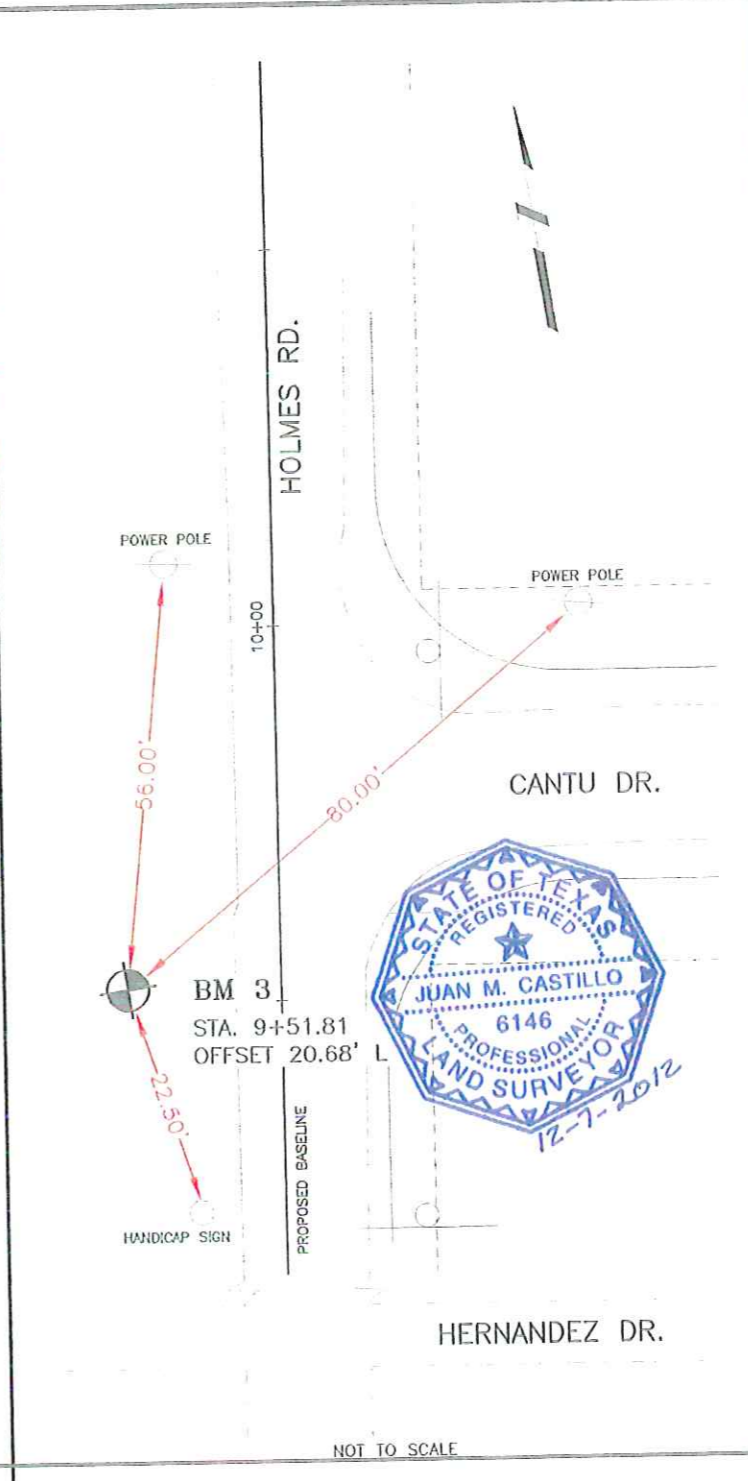 HOLMES RD.
POWER POLE
POWER POLE
10+00
56.00'
80.00'
CANTU DR.
STATE OF TEXAS
REGISTERED
JUAN M. CASTILLO
6146
PROFESSIONAL
LAND SURVEYOR
12-7-2012
BM 3
STA. 9+51.81
OFFSET 20.68' L
22.50'
PROPOSED BASELINE
HANDICAP SIGN
HERNANDEZ DR.
NOT TO SCALE